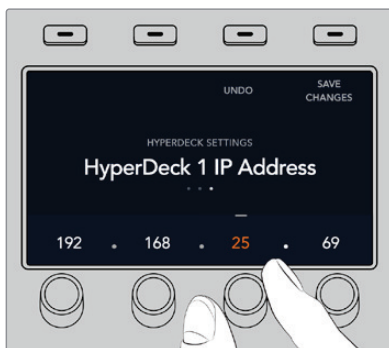 UNDO
SAVE
CHANGES
HYPERDECK SETTINGS
HyperDeck 1 IP Address
192 . 168 . 25 . 69